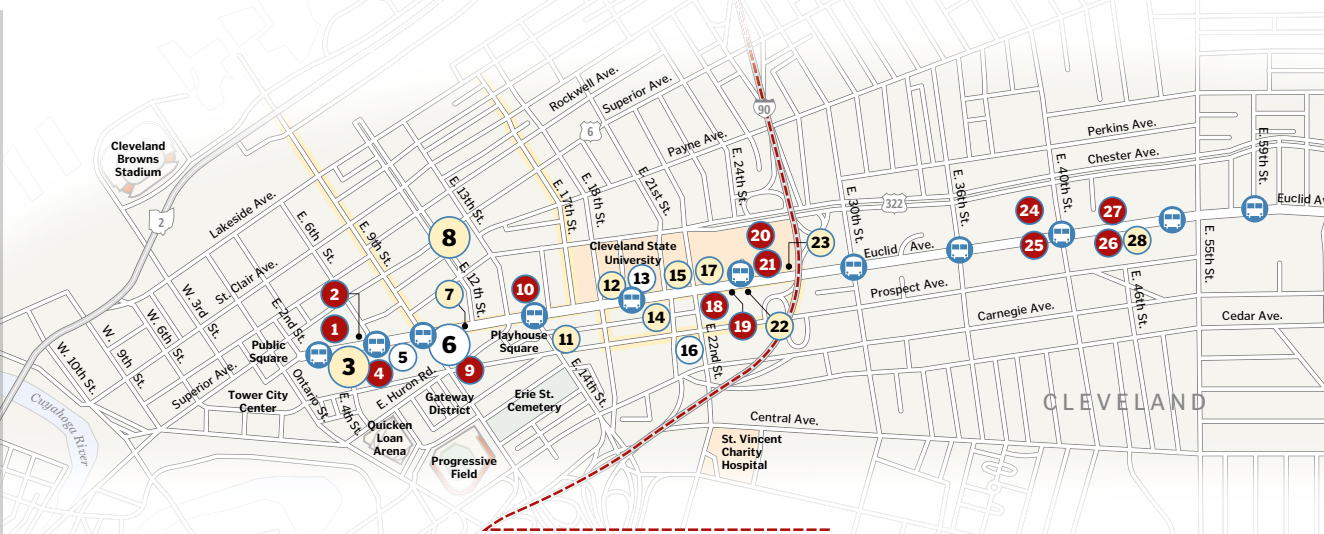 Rockwell Ave.
Superior Ave.
6
90
Payne Ave.
Perkins Ave.
Chester Ave.
Cleveland
Browns
Stadium
E. 59th St.
E. 40th St.
E. 36th St.
E. 30th St.
E. 24th St.
E. 21st St.
E. 18th St.
E. 17th St.
E. 13th St.
2
Lakeside Ave.
E. 6th St.
E. 9th St.
322
Euclid Av
24
27
25
26
28
8
20
21
23
Euclid Ave.
E. 55th St.
Cleveland State
University
12
13
15
17
St. Clair Ave.
W. 3rd St.
E. 2nd St.
E. 12th St.
7
10
2
1
14
18
19
22
Prospect Ave.
E. 46th St.
Carnegie Ave.
Cedar Ave.
W. 6th St.
W. 9th St.
W. 10th St.
Public
Square
3
4
5
6
9
Playhouse
Square
11
16
E. 22nd St.
Superior Ave.
Ontario St.
E. 4th St.
E. Huron Rd.
E. 14th St.
Tower City
Center
Gateway
District
Erie St.
Cemetery
Cuyahoga River
Quicken
Loan
Arena
Progressive
Field
Central Ave.
CLEVELAND
St. Vincent
Charity
Hospital